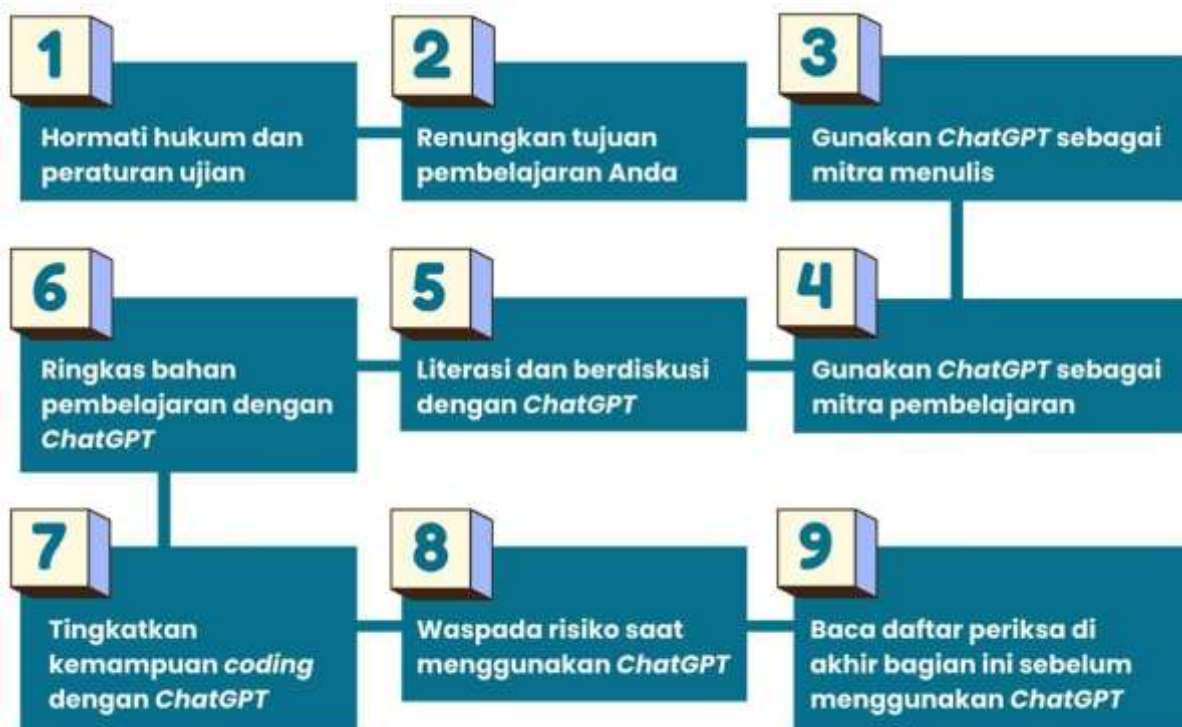 1
Hormati hukum dan
peraturan ujian
2
Renungkan tujuan
pembelajaran Anda
3
Gunakan ChatGPT sebagai
mitra menulis
4
Gunakan ChatGPT sebagai
mitra pembelajaran
5
Literasi dan berdiskusi
dengan ChatGPT
6
Ringkas bahan
pembelajaran dengan
ChatGPT
7
Tingkatkan
kemampuan coding
dengan ChatGPT
8
Waspada risiko saat
menggunakan ChatGPT
9
Baca daftar periksa di
akhir bagian ini sebelum
menggunakan ChatGPT